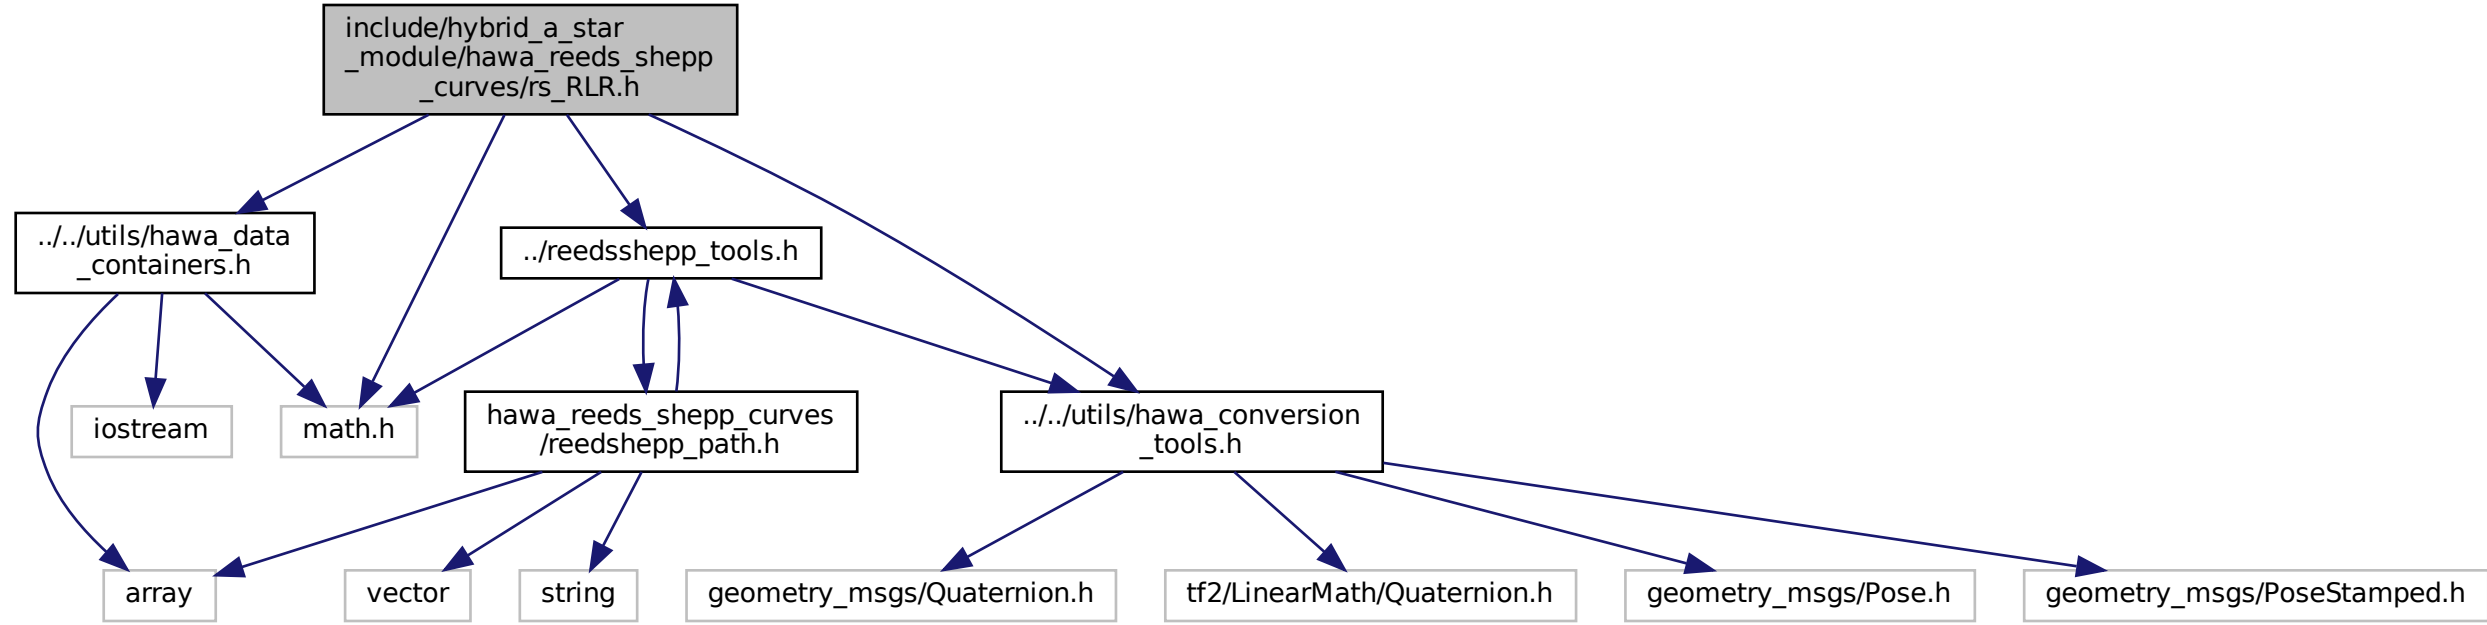 include/hybrid_a_star
_module/hawa_reeds_shepp
_curves/rs_RLR.h
../../utils/hawa_data
_containers.h
../reedsshepp_tools.h
iostream
math.h
hawa_reeds_shepp_curves
/reedshepp_path.h
../../utils/hawa_conversion
_tools.h
array
vector
string
geometry_msgs/Quaternion.h
tf2/LinearMath/Quaternion.h
geometry_msgs/Pose.h
geometry_msgs/PoseStamped.h